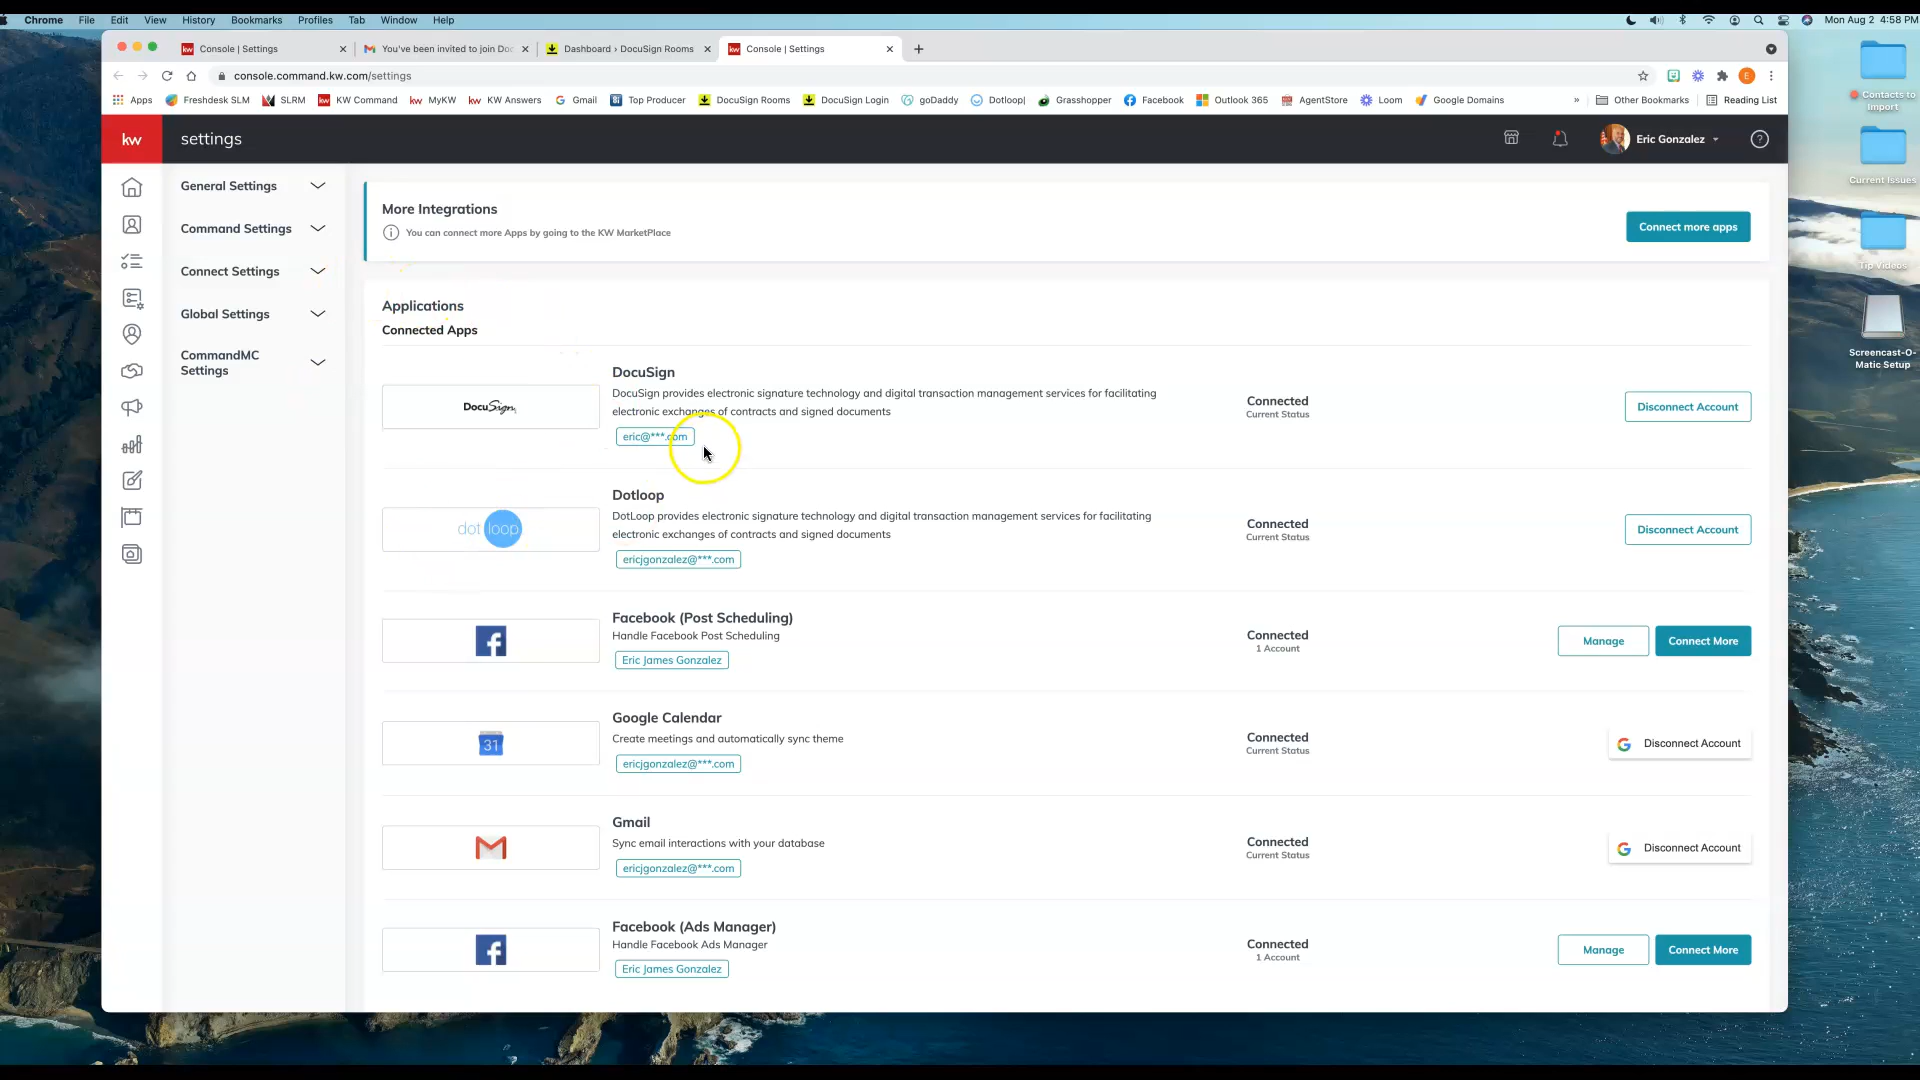 Chrome File Edit View History Bookmarks Profiles Tab Window Help Mon Aug 2 4:58 PM
Console | Settings You've been invited to join Doc Dashboard › DocuSign Rooms Console | Settings
console.command.kw.com/settings E
Apps Freshdesk SLM SLRM KW Command MyKW KW Answers Gmail Top Producer DocuSign Rooms DocuSign Login goDaddy Dotloop| Grasshopper Facebook Outlook 365 AgentStore Loom Google Domains » Other Bookmarks Reading List
kw settings Eric Gonzalez
General Settings
Command Settings
Connect Settings
Global Settings
CommandMC
Settings
More Integrations
You can connect more Apps by going to the KW MarketPlace
Connect more apps
Applications
Connected Apps
DocuSign
DocuSign
DocuSign provides electronic signature technology and digital transaction management services for facilitating
electronic exchanges of contracts and signed documents
eric@***.com
Connected
Current Status
Disconnect Account
dot loop
Dotloop
DotLoop provides electronic signature technology and digital transaction management services for facilitating
electronic exchanges of contracts and signed documents
ericjgonzalez@***.com
Connected
Current Status
Disconnect Account
Facebook (Post Scheduling)
Handle Facebook Post Scheduling
Eric James Gonzalez
Connected
1 Account
Manage Connect More
31
Google Calendar
Create meetings and automatically sync theme
ericjgonzalez@***.com
Connected
Current Status
Disconnect Account
Gmail
Sync email interactions with your database
ericjgonzalez@***.com
Connected
Current Status
Disconnect Account
Facebook (Ads Manager)
Handle Facebook Ads Manager
Eric James Gonzalez
Connected
1 Account
Manage Connect More
Contacts to
Import
Current Issues
Tip Videos
Screencast-O-
Matic Setup